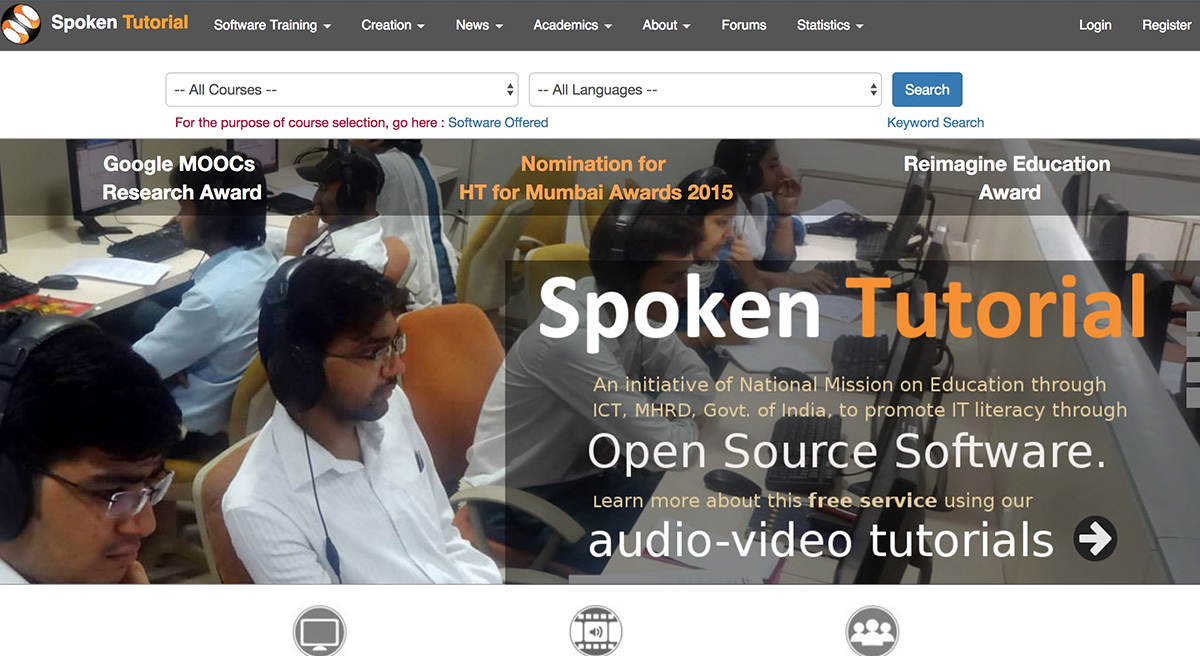 Spoken Tutorial
Software Training
Creation
News
Academics
About
Forums
Statistics
Login
Register
-- All Courses --
-- All Languages --
Search
For the purpose of course selection, go here : Software Offered
Keyword Search
Google MOOCs
Research Award
Nomination for
HT for Mumbai Awards 2015
Reimagine Education
Award
Spoken Tutorial
An initiative of National Mission on Education through
ICT, MHRD, Govt. of India, to promote IT literacy through
Open Source Software.
Learn more about this free service using our
audio-video tutorials